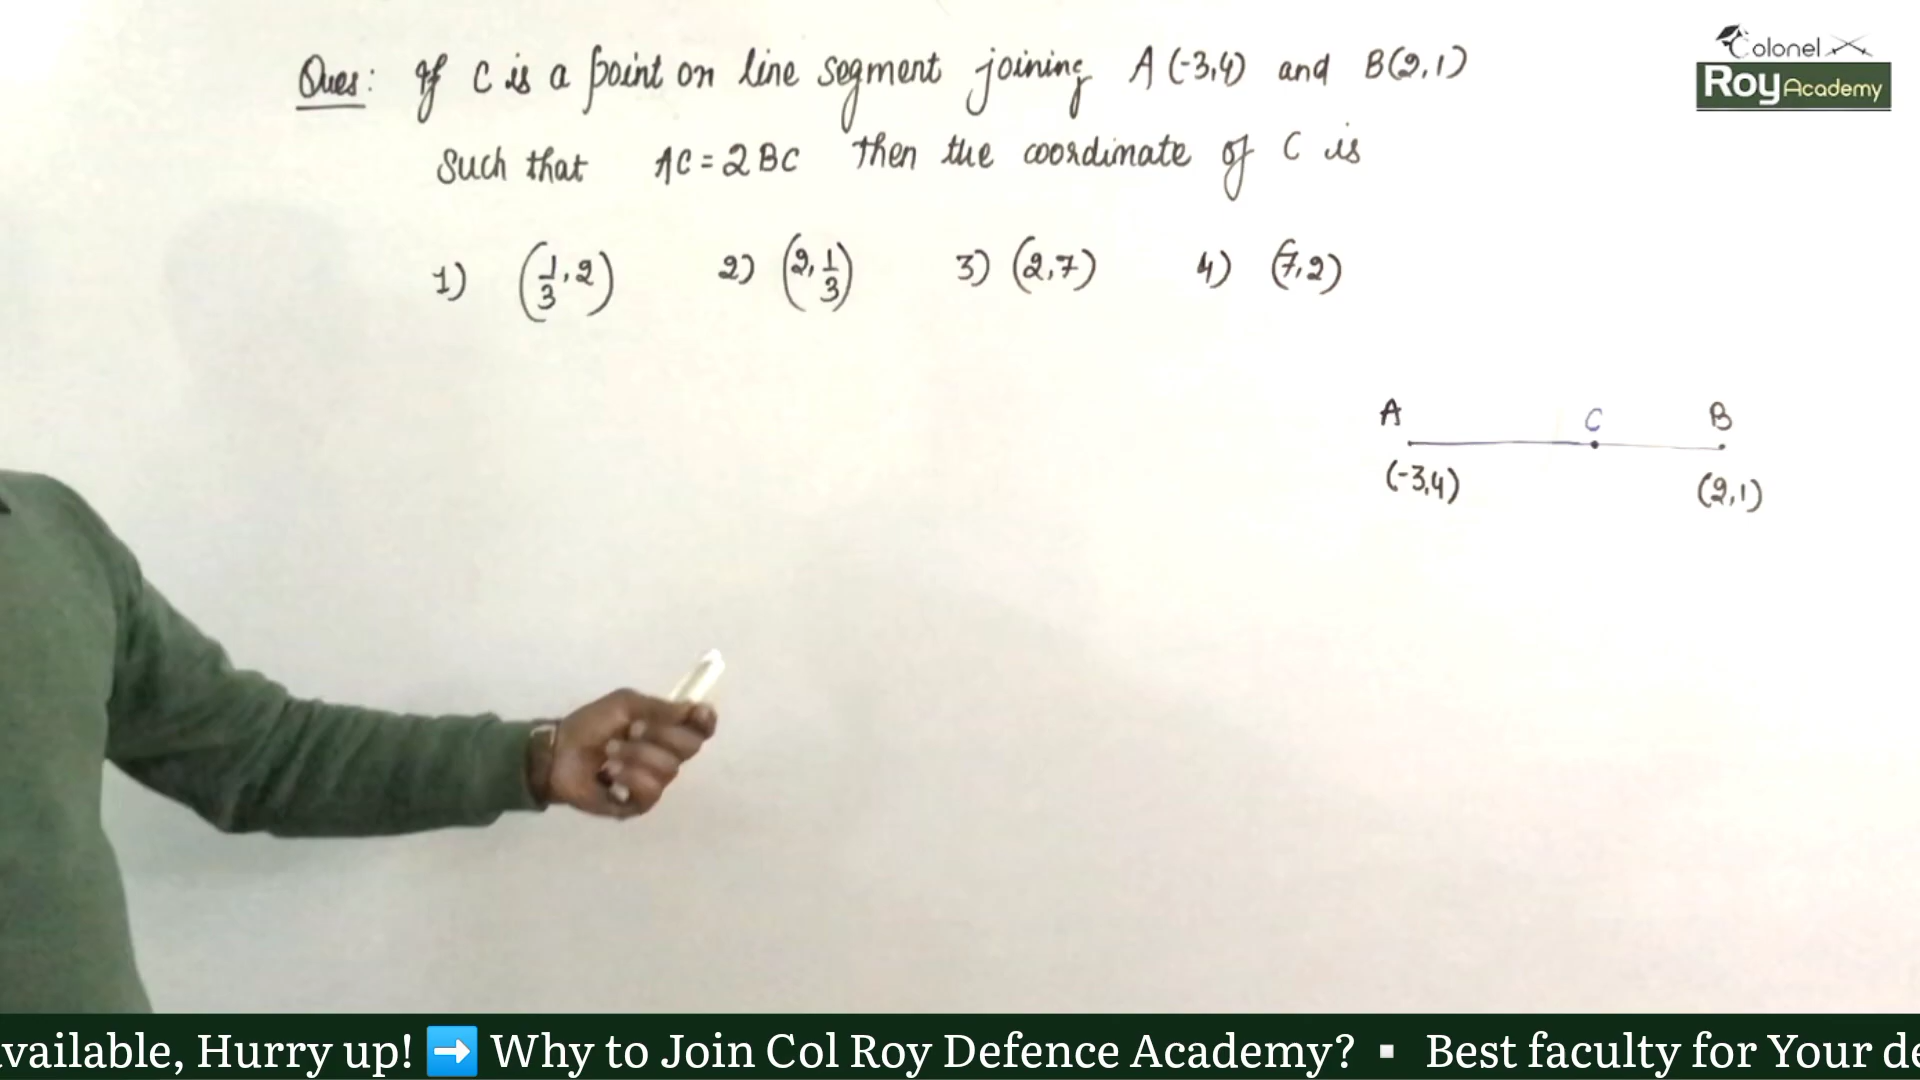 Colonel
Roy Academy
Ques: If C is a point on line segment joining A (-3,4) and B(2,1)
Such that AC = 2BC then the coordinate of C is
1) (1/3, 2) 2) (2, 1/3) 3) (2,7) 4) (7,2)
A C B
(-3,4) (2,1)
vailable, Hurry up! ➡ Why to Join Col Roy Defence Academy? ▪ Best faculty for Your de